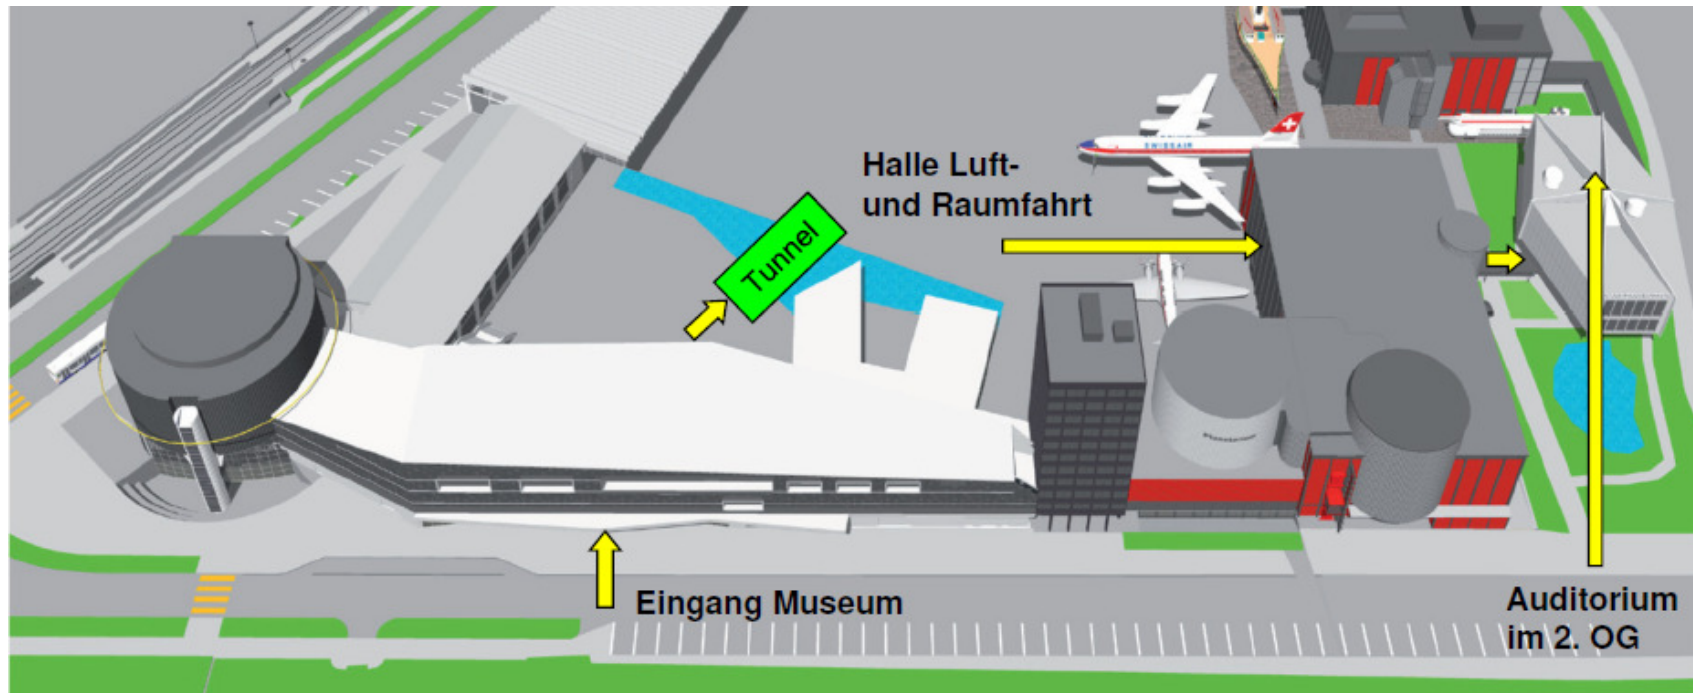 Halle Luft-
und Raumfahrt
SWISSAIR
Tunnel
Eingang Museum
Auditorium
im 2. OG